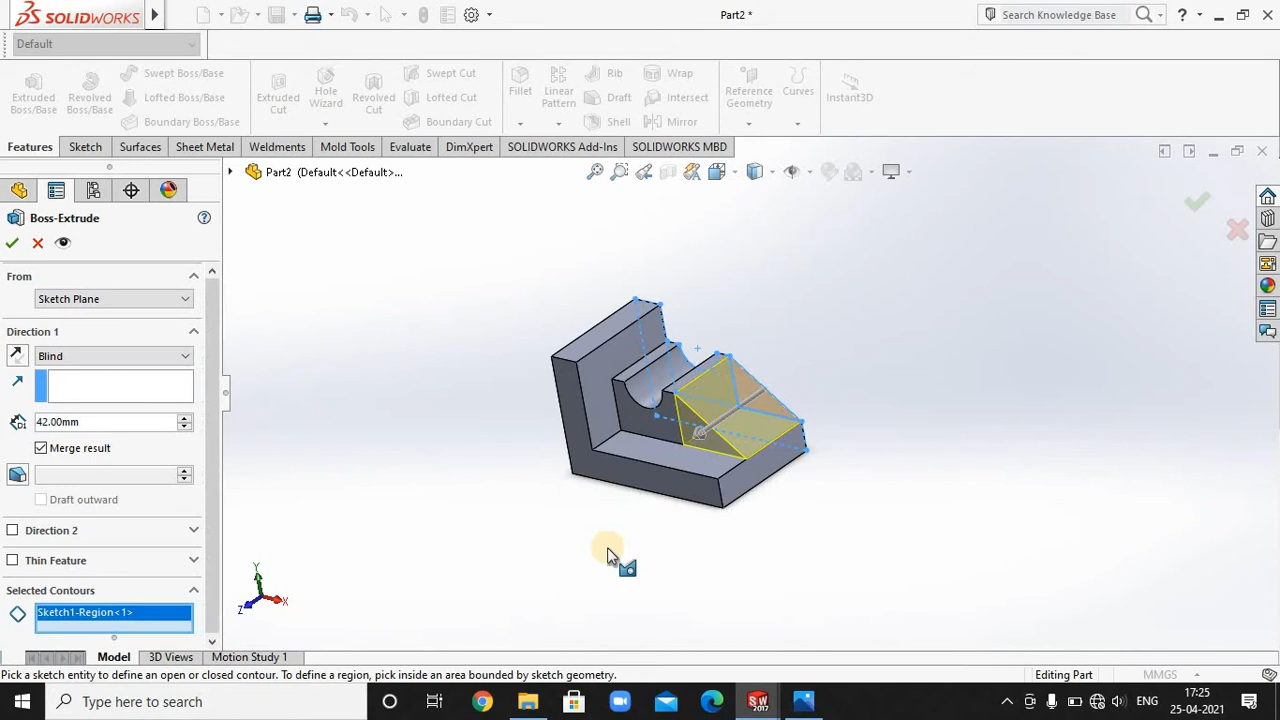 SOLIDWORKS
Part2 *
Search Knowledge Base
?
Default
Extruded Boss/Base
Revolved Boss/Base
Swept Boss/Base
Lofted Boss/Base
Boundary Boss/Base
Extruded Cut
Hole Wizard
Revolved Cut
Swept Cut
Lofted Cut
Boundary Cut
Fillet
Linear Pattern
Rib
Draft
Shell
Wrap
Intersect
Mirror
Reference Geometry
Curves
Instant3D
Features
Sketch
Surfaces
Sheet Metal
Weldments
Mold Tools
Evaluate
DimXpert
SOLIDWORKS Add-Ins
SOLIDWORKS MBD
Part2 (Default<<Default>...
Boss-Extrude
?
From
Sketch Plane
Direction 1
Blind
42.00mm
Merge result
Draft outward
Direction 2
Thin Feature
Selected Contours
Sketch1-Region<1>
Y
Z
X
Model
3D Views
Motion Study 1
Pick a sketch entity to define an open or closed contour. To define a region, pick inside an area bounded by sketch geometry.
Editing Part
MMGS
Type here to search
SW
2017
ENG
17:25
25-04-2021